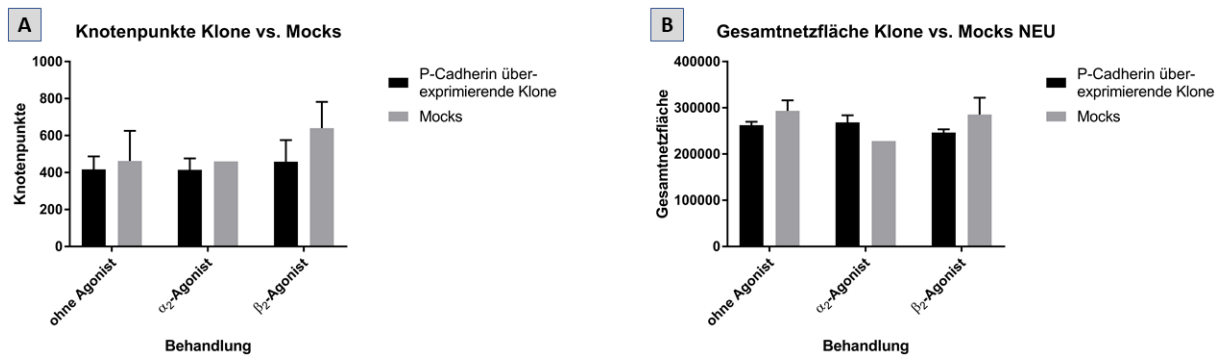 A
Knotenpunkte Klone vs. Mocks
1000
800
600
400
200
0
Knotenpunkte
ohne Agonist
α₂-Agonist
β₂-Agonist
Behandlung
P-Cadherin über-
exprimierende Klone
Mocks
B
Gesamtnetzfläche Klone vs. Mocks NEU
400000
300000
200000
100000
0
Gesamtnetzfläche
ohne Agonist
α₂-Agonist
β₂-Agonist
Behandlung
P-Cadherin über-
exprimierende Klone
Mocks